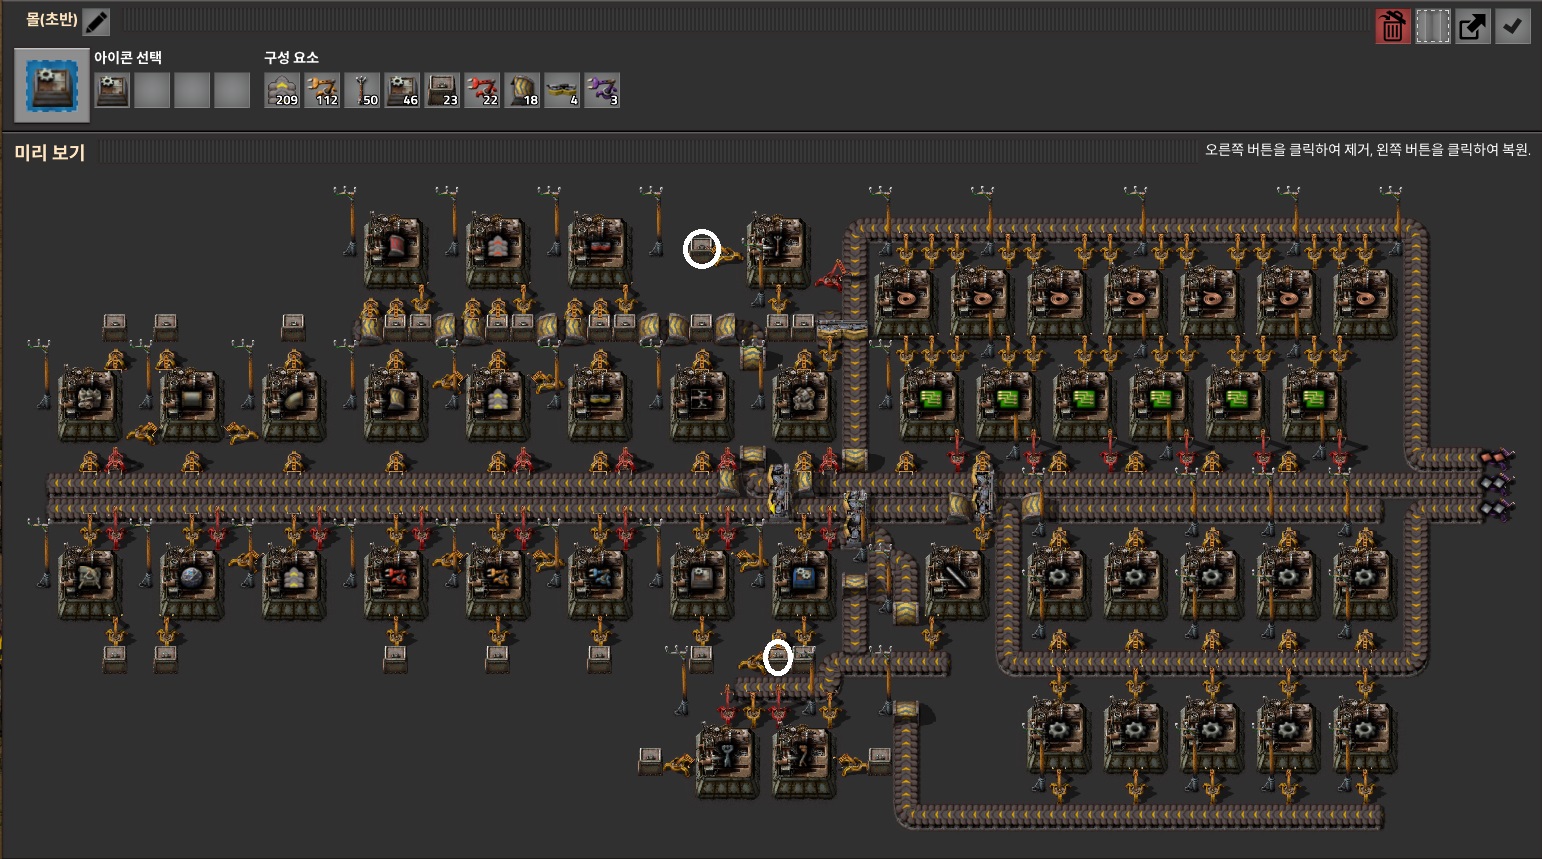 몰(초반)
아이콘 선택
구성 요소
209
112
50
46
23
22
18
4
3
미리 보기
오른쪽 버튼을 클릭하여 제거, 왼쪽 버튼을 클릭하여 복원.